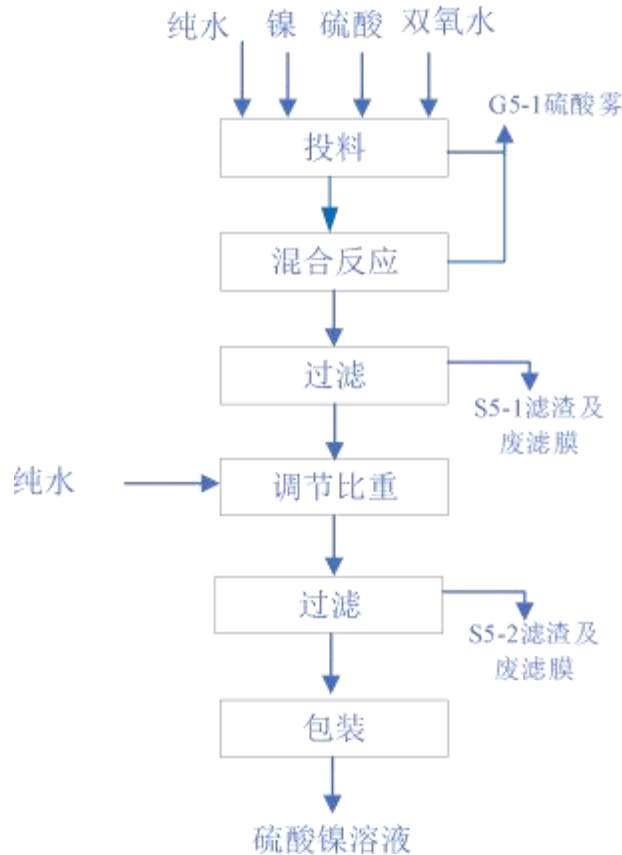 纯水 镍 硫酸 双氧水
G5-1硫酸雾
投料
混合反应
过滤
S5-1滤渣及
废滤膜
纯水
调节比重
过滤
S5-2滤渣及
废滤膜
包装
硫酸镍溶液